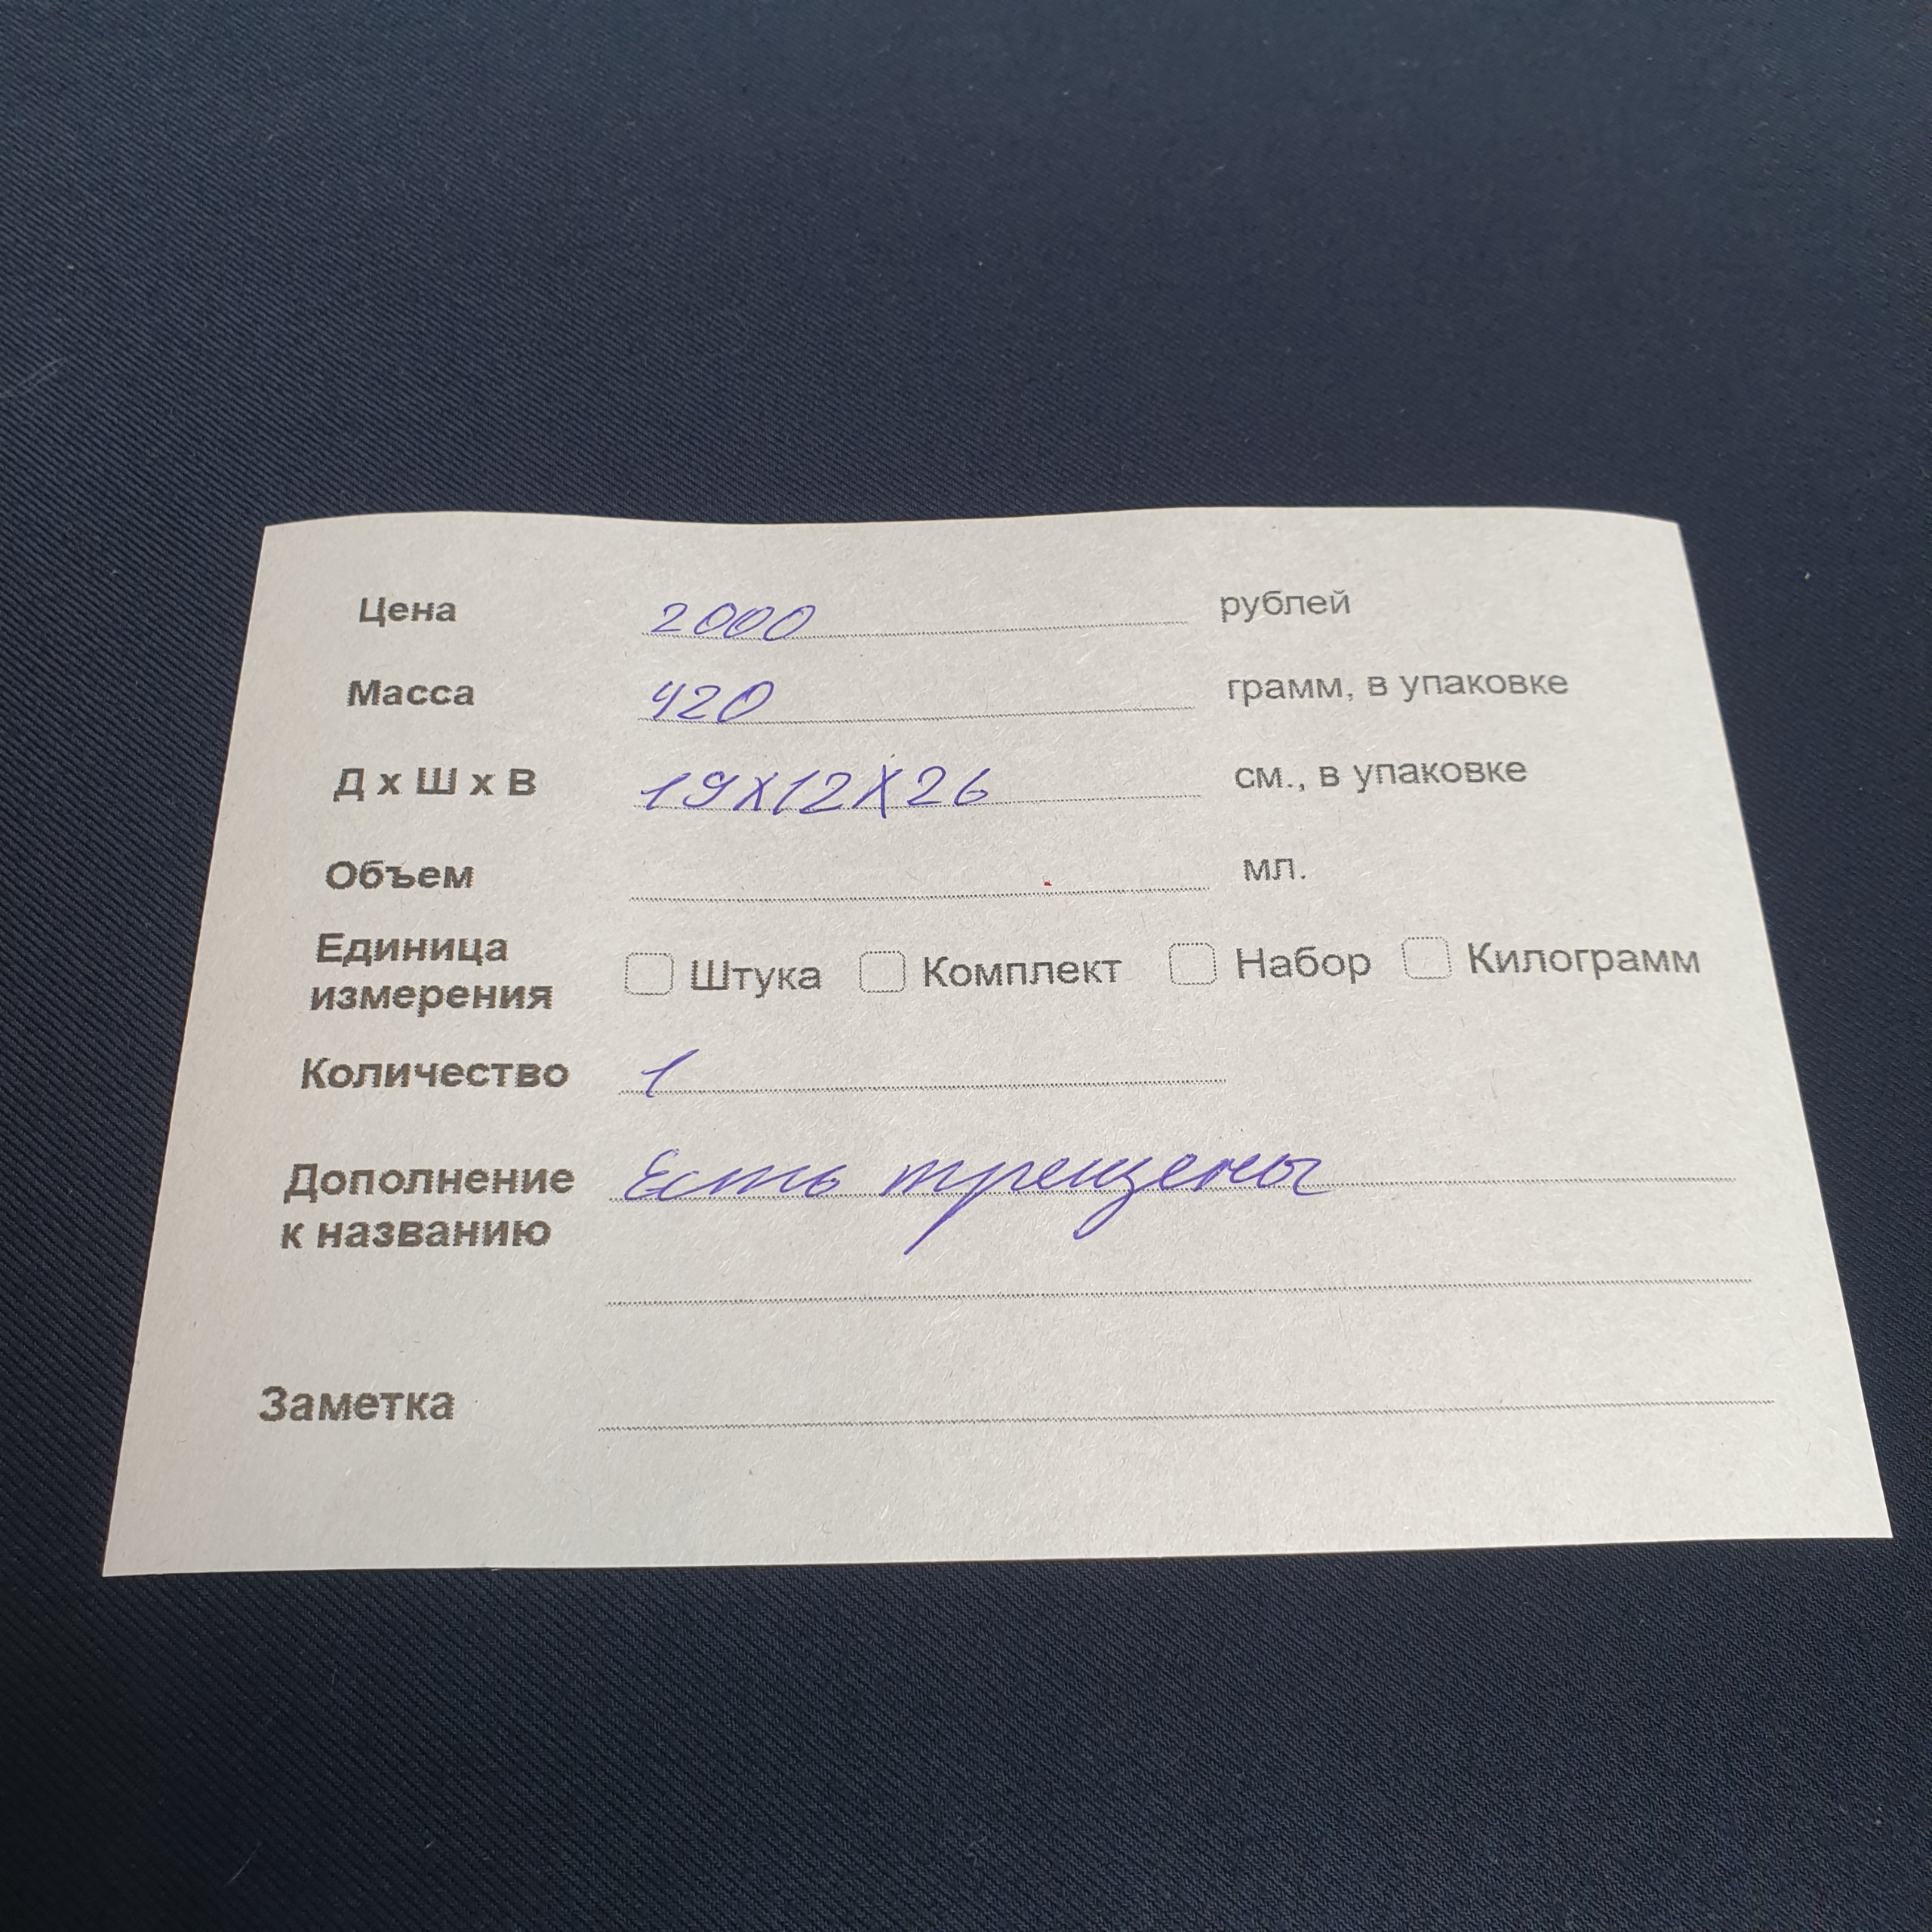 Цена 2000 рублей
Масса 420 грамм, в упаковке
Д х Ш х В 19х12х26 см., в упаковке
Объем мл.
Единица
измерения Штука Комплект Набор Килограмм
Количество 1
Дополнение Есть трещены
к названию
Заметка